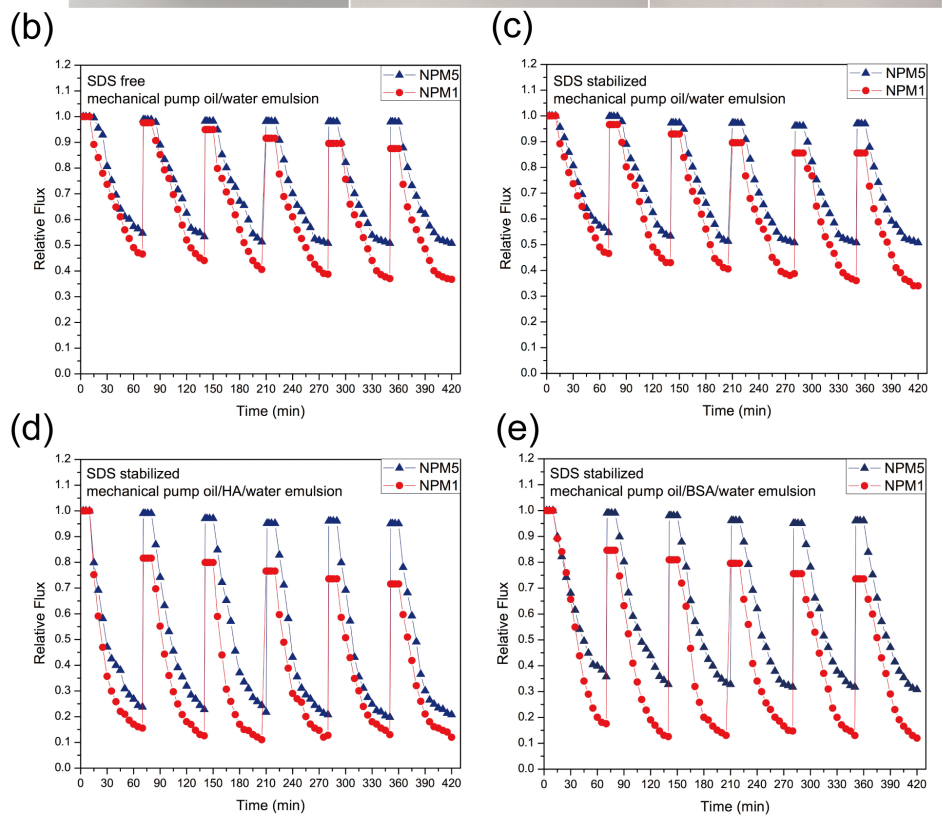 (b)
SDS free
mechanical pump oil/water emulsion
NPM5
NPM1
1.2
1.1
1.0
0.9
0.8
0.7
0.6
0.5
0.4
0.3
0.2
0.1
0.0
Relative Flux
0 30 60 90 120 150 180 210 240 270 300 330 360 390 420
Time (min)
(c)
SDS stabilized
mechanical pump oil/water emulsion
NPM5
NPM1
1.2
1.1
1.0
0.9
0.8
0.7
0.6
0.5
0.4
0.3
0.2
0.1
0.0
Relative Flux
0 30 60 90 120 150 180 210 240 270 300 330 360 390 420
Time (min)
(d)
SDS stabilized
mechanical pump oil/HA/water emulsion
NPM5
NPM1
1.2
1.1
1.0
0.9
0.8
0.7
0.6
0.5
0.4
0.3
0.2
0.1
0.0
Relative Flux
0 30 60 90 120 150 180 210 240 270 300 330 360 390 420
Time (min)
(e)
SDS stabilized
mechanical pump oil/BSA/water emulsion
NPM5
NPM1
1.2
1.1
1.0
0.9
0.8
0.7
0.6
0.5
0.4
0.3
0.2
0.1
0.0
Relative Flux
0 30 60 90 120 150 180 210 240 270 300 330 360 390 420
Time (min)